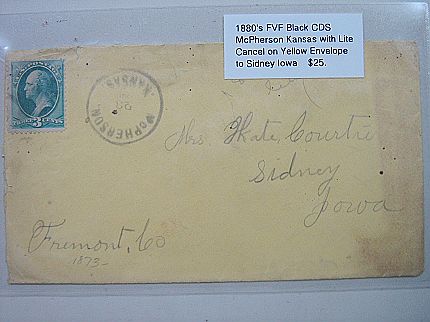 1880's FVF Black CDS
McPherson Kansas with Lite
Cancel on Yellow Envelope
to Sidney Iowa $25.
McPHERSON,
KANSAS
Mrs. Kate Courtri
Sidney
Iowa
Fremont, Co
1873-